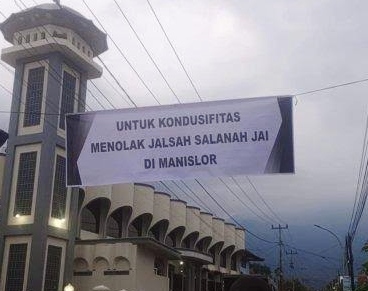 UNTUK KONDUSIFITAS
MENOLAK JALSAH SALANAH JAI
DI MANISLOR